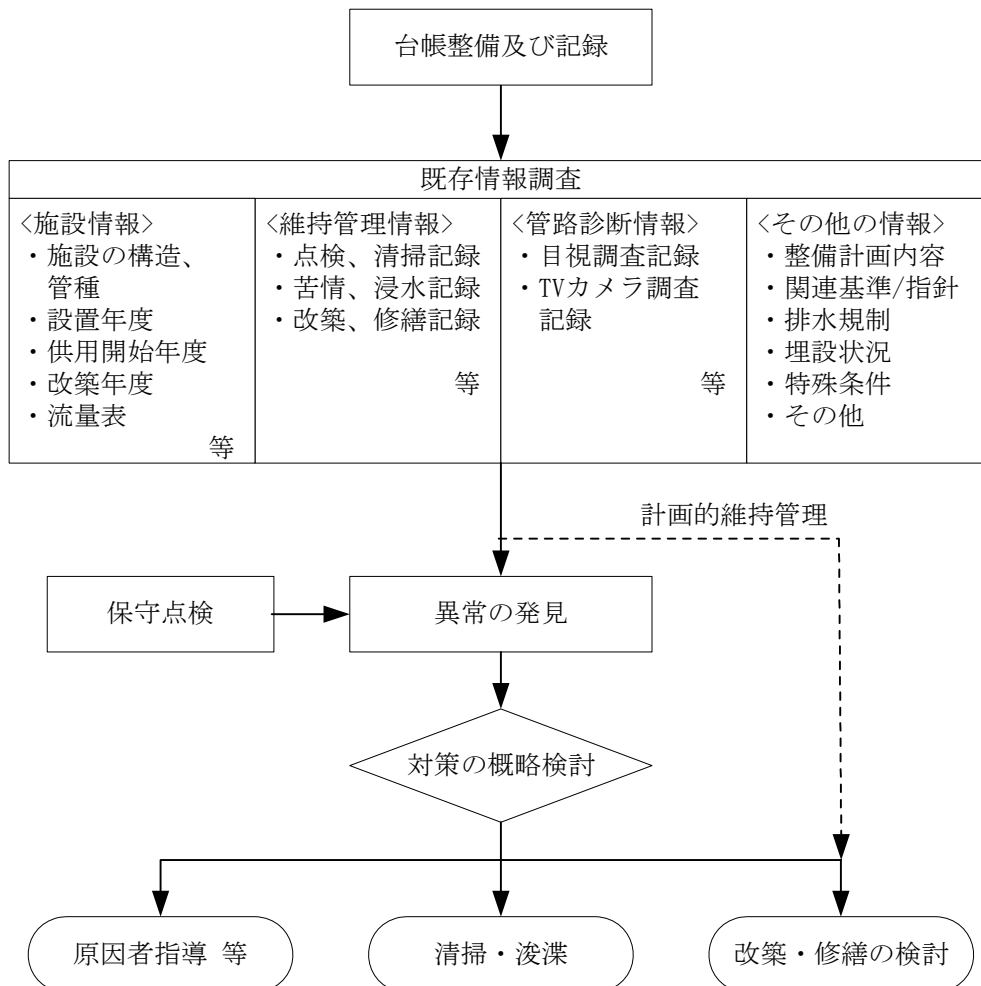 台帳整備及び記録
既存情報調査
<施設情報>
・施設の構造、
管種
・設置年度
・供用開始年度
・改築年度
・流量表
等
<維持管理情報>
・点検、清掃記録
・苦情、浸水記録
・改築、修繕記録
等
<管路診断情報>
・目視調査記録
・TVカメラ調査
記録
等
<その他の情報>
・整備計画内容
・関連基準/指針
・排水規制
・埋設状況
・特殊条件
・その他
計画的維持管理
保守点検
異常の発見
対策の概略検討
原因者指導 等
清掃・浚渫
改築・修繕の検討